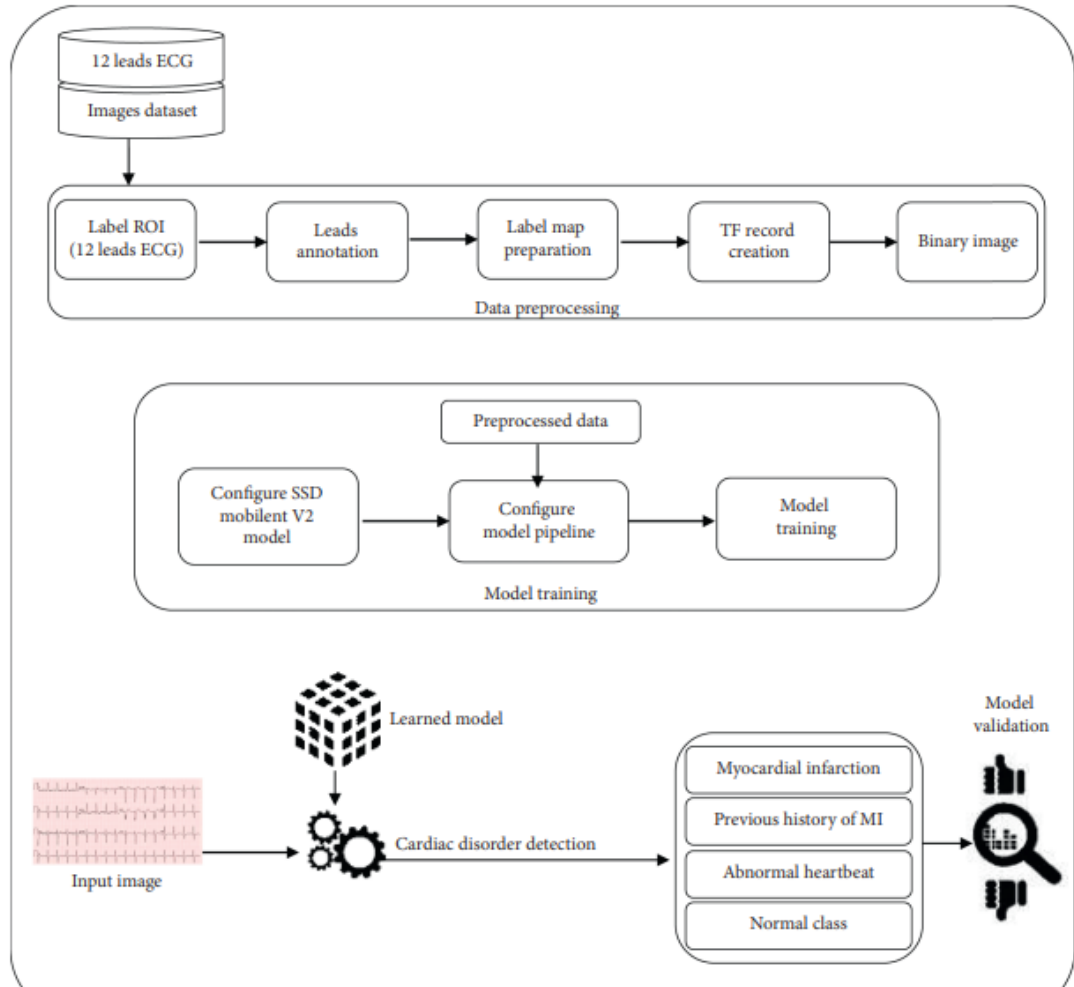 12 leads ECG
Images dataset
Label ROI
(12 leads ECG)
Leads
annotation
Label map
preparation
TF record
creation
Binary image
Data preprocessing
Preprocessed data
Configure SSD
mobilent V2
model
Configure
model pipeline
Model
training
Model training
Learned model
Input image
Cardiac disorder detection
Myocardial infarction
Previous history of MI
Abnormal heartbeat
Normal class
Model
validation